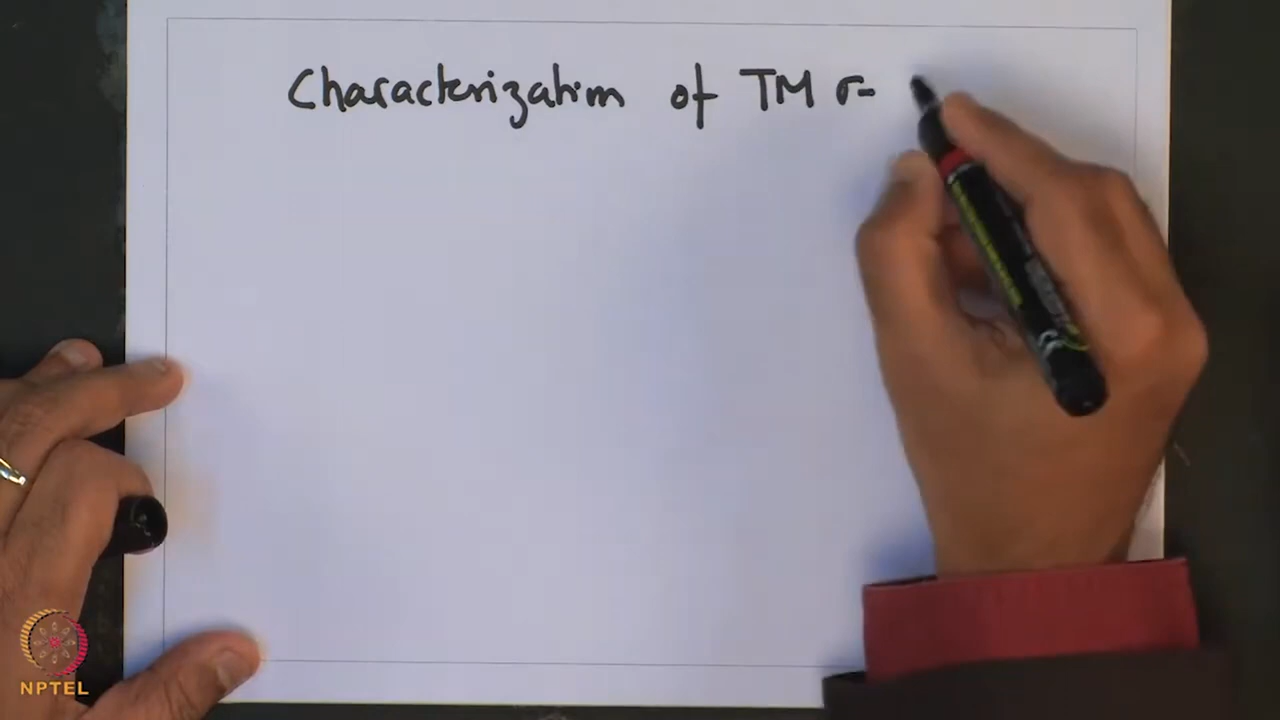 Characterization of TM σ-
NPTEL